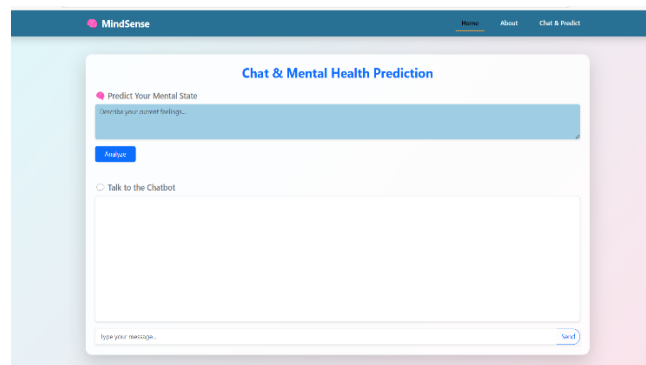 MindSense
Home About Chat & Predict
Chat & Mental Health Prediction
Predict Your Mental State
Describe your current feelings...
Analyze
Talk to the Chatbot
Type your message...
Send